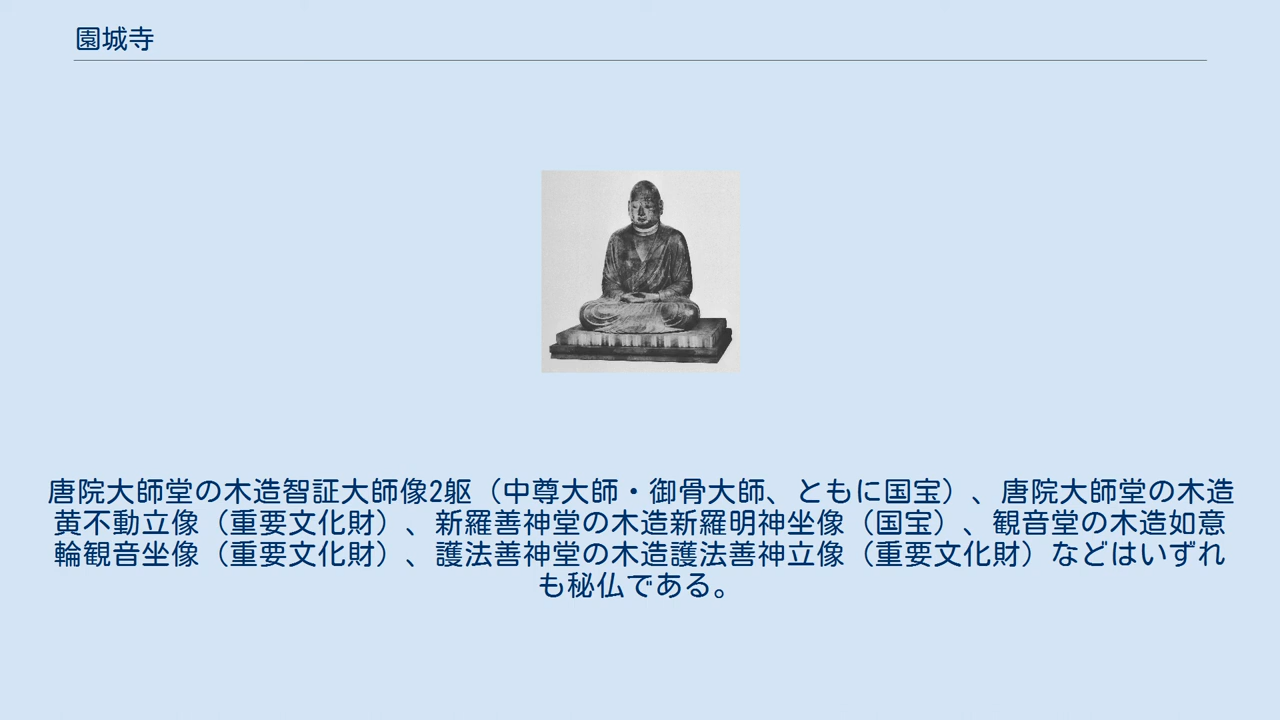 園城寺
唐院大師堂の木造智証大師像2躯（中尊大師・御骨大師、ともに国宝）、唐院大師堂の木造
黄不動立像（重要文化財）、新羅善神堂の木造新羅明神坐像（国宝）、観音堂の木造如意
輪観音坐像（重要文化財）、護法善神堂の木造護法善神立像（重要文化財）などはいずれ
も秘仏である。